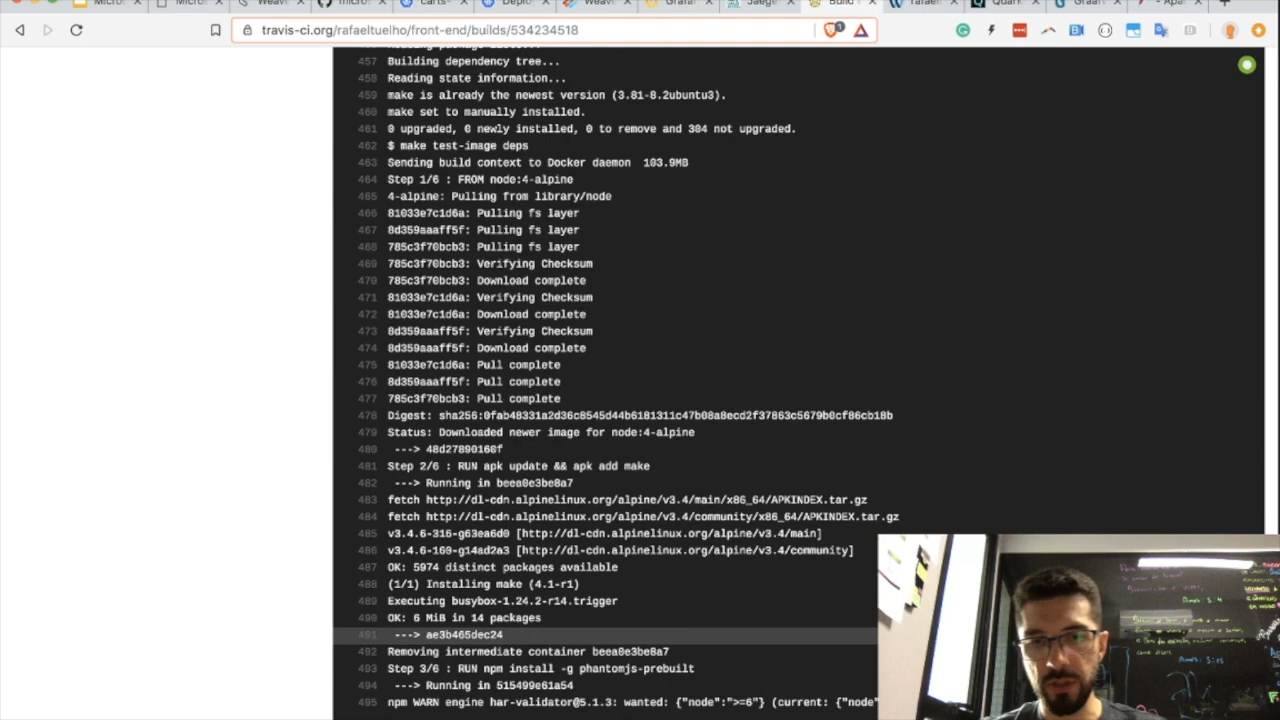 Micros
Micros
Weave
micros
carts-
Deplo
Weave
Grafan
Jaege
Build
rafaelt
Quark
Graalv
travis-ci.org/rafaeltuelho/front-end/builds/534234518
457 Building dependency tree...
458 Reading state information...
459 make is already the newest version (3.81-8.2ubuntu3).
460 make set to manually installed.
461 0 upgraded, 0 newly installed, 0 to remove and 304 not upgraded.
462 $ make test-image deps
463 Sending build context to Docker daemon 103.9MB
464 Step 1/6 : FROM node:4-alpine
465 4-alpine: Pulling from library/node
466 81033e7c1d6a: Pulling fs layer
467 8d359aaaff5f: Pulling fs layer
468 785c3f70bcb3: Pulling fs layer
469 785c3f70bcb3: Verifying Checksum
470 785c3f70bcb3: Download complete
471 81033e7c1d6a: Verifying Checksum
472 81033e7c1d6a: Download complete
473 8d359aaaff5f: Verifying Checksum
474 8d359aaaff5f: Download complete
475 81033e7c1d6a: Pull complete
476 8d359aaaff5f: Pull complete
477 785c3f70bcb3: Pull complete
478 Digest: sha256:0fab48331a2d36c8545d44b6181311c47b08a8ecd2f37863c5679b0cf86cb18b
479 Status: Downloaded newer image for node:4-alpine
480 ---> 48d27890160f
481 Step 2/6 : RUN apk update && apk add make
482 ---> Running in beea0e3be8a7
483 fetch http://dl-cdn.alpinelinux.org/alpine/v3.4/main/x86_64/APKINDEX.tar.gz
484 fetch http://dl-cdn.alpinelinux.org/alpine/v3.4/community/x86_64/APKINDEX.tar.gz
485 v3.4.6-316-g63ea6d0 [http://dl-cdn.alpinelinux.org/alpine/v3.4/main]
486 v3.4.6-160-g14ad2a3 [http://dl-cdn.alpinelinux.org/alpine/v3.4/community]
487 OK: 5974 distinct packages available
488 (1/1) Installing make (4.1-r1)
489 Executing busybox-1.24.2-r14.trigger
490 OK: 6 MiB in 14 packages
491 ---> ae3b465dec24
492 Removing intermediate container beea0e3be8a7
493 Step 3/6 : RUN npm install -g phantomjs-prebuilt
494 ---> Running in 515499e61a54
495 npm WARN engine har-validator@5.1.3: wanted: {"node":">=6"} (current: {"node"